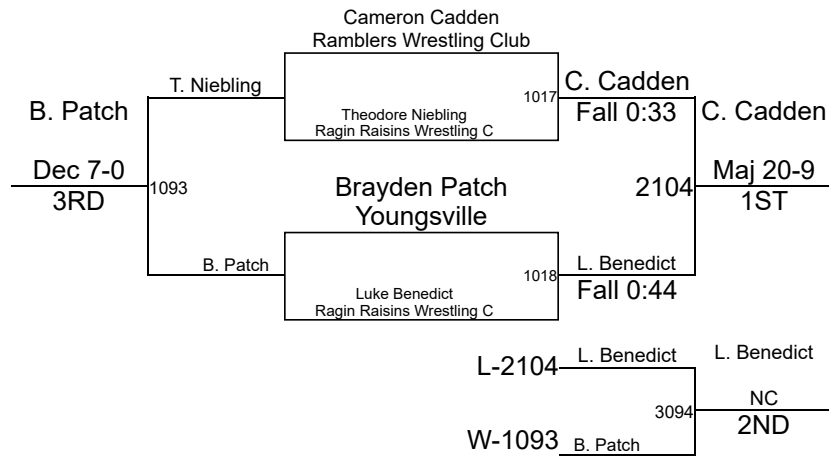 Cameron Cadden
Ramblers Wrestling Club
T. Niebling
1017
C. Cadden
B. Patch
Theodore Niebling
Ragin Raisins Wrestling C
Fall 0:33
C. Cadden
Dec 7-0
1093
3RD
Brayden Patch
Youngsville
2104
Maj 20-9
1ST
B. Patch
1018
L. Benedict
Luke Benedict
Ragin Raisins Wrestling C
Fall 0:44
L-2104
L. Benedict
L. Benedict
3094
NC
2ND
W-1093
B. Patch